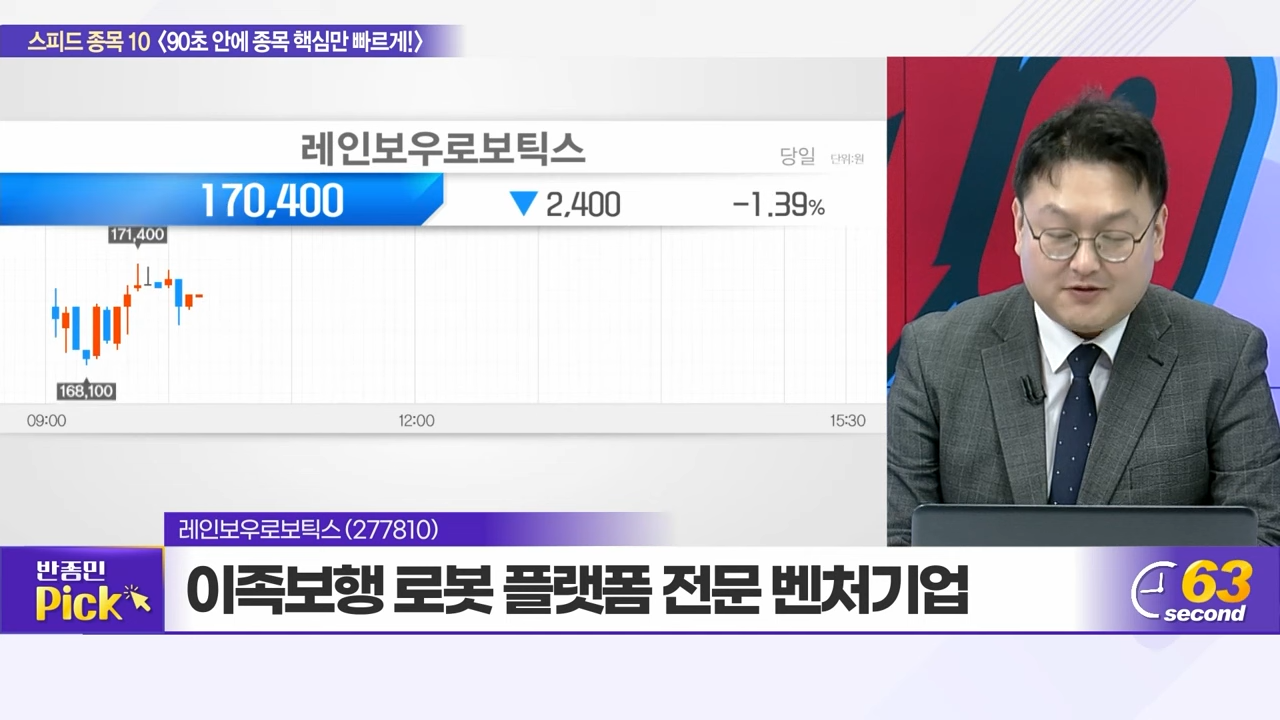 스피드 종목 10 <90초 안에 종목 핵심만 빠르게!>
레인보우로보틱스
당일 단위:원
170,400 ▼ 2,400 -1.39%
171,400
168,100
09:00 12:00 15:30
레인보우로보틱스 (277810)
반종민
Pick
이족보행 로봇 플랫폼 전문 벤처기업
63
second